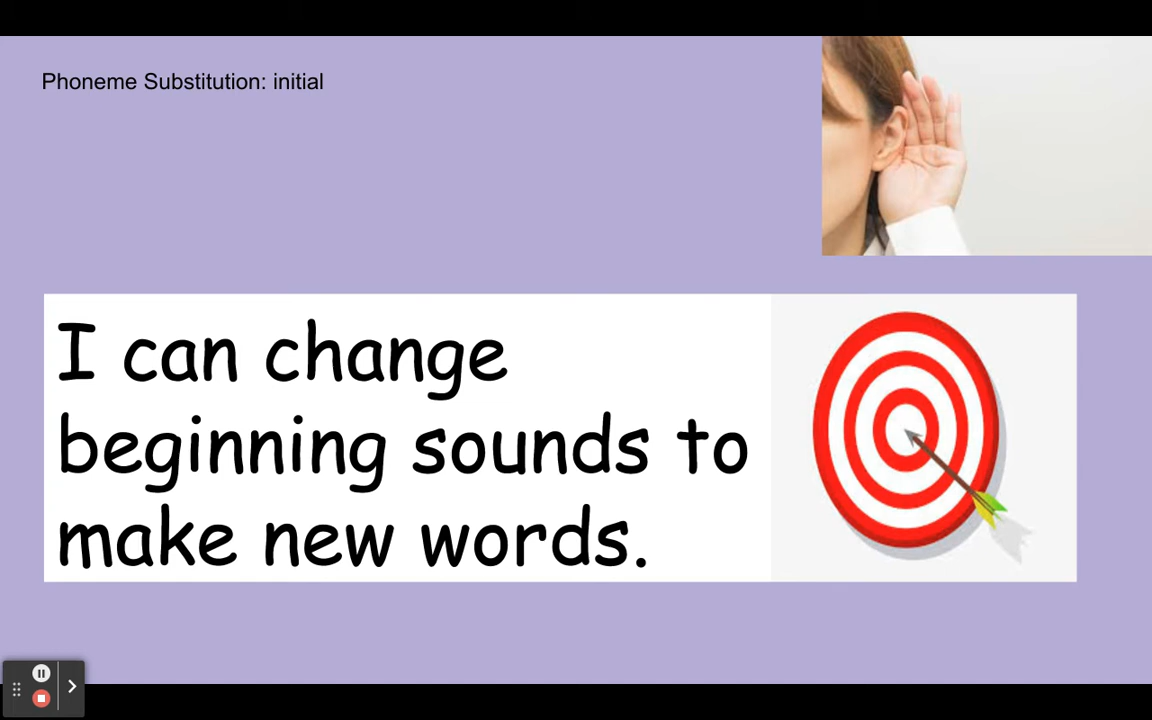 Phoneme Substitution: initial
I can change
beginning sounds to
make new words.